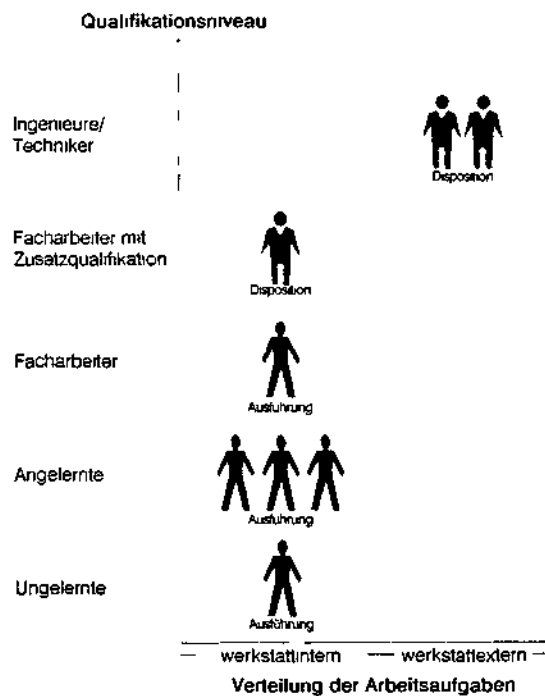 Qualifikationsniveau
Ingenieure/
Techniker
Disposition
Facharbeiter mit
Zusatzqualifikation
Disposition
Facharbeiter
Ausführung
Angelernte
Ausführung
Ungelernte
Ausführung
werkstattintern
werkstattextern
Verteilung der Arbeitsaufgaben